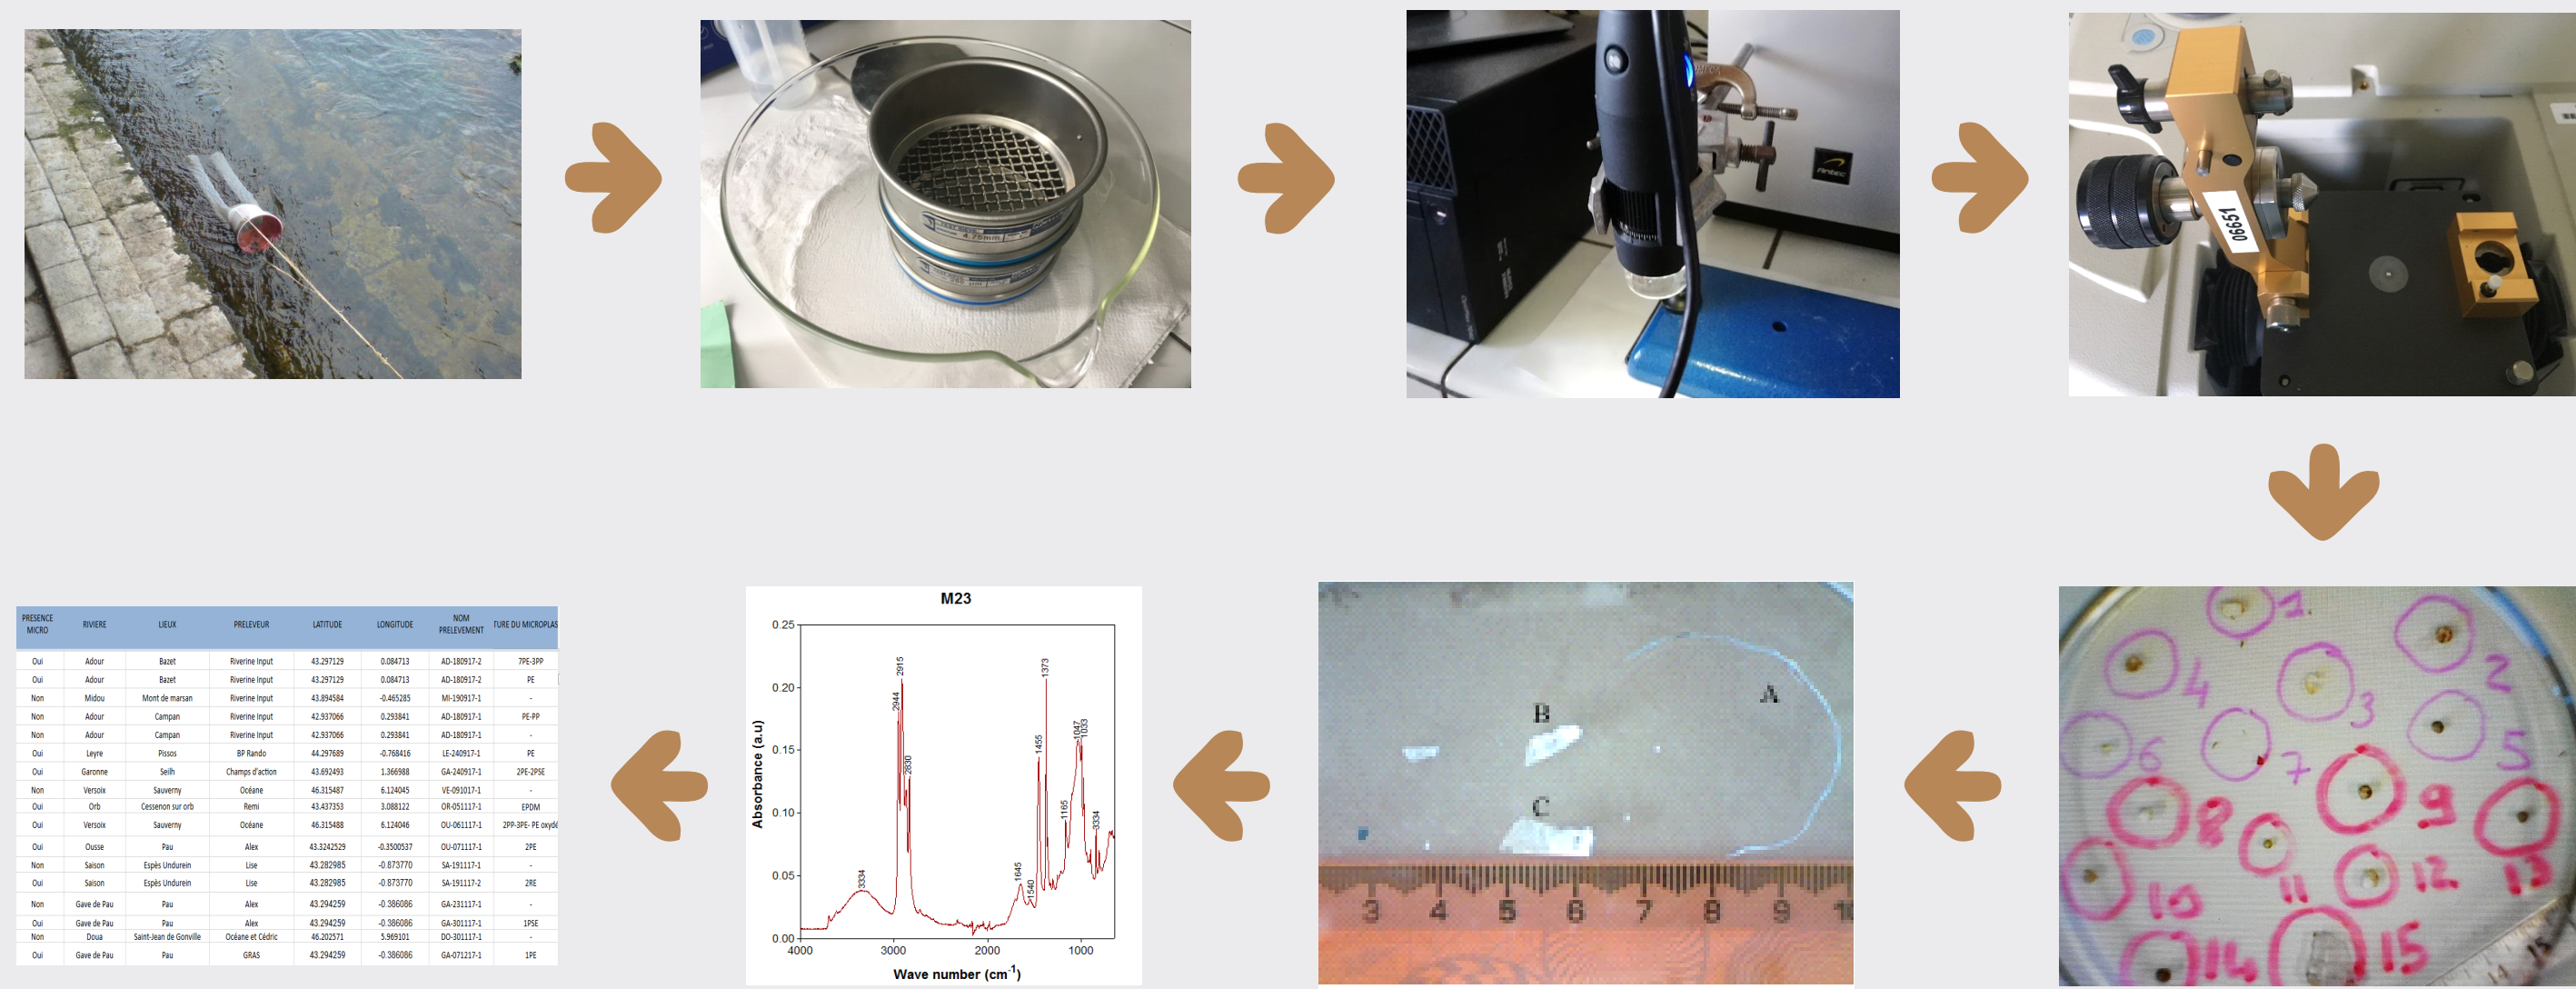 4.75mm
Antec
06651
PRESENCE MICRO RIVIERE LIEUX PRELEVEUR LATITUDE LONGITUDE NOM PRELEVEMENT TURE DU MICROPLAS
Oui Adour Bazet Riverine Input 43.297129 0.084713 AD-180917-2 7PE-3PP
Oui Adour Bazet Riverine Input 43.297129 0.084713 AD-180917-2 PE
Non Midou Mont de marsan Riverine Input 43.894584 -0.465285 MI-190917-1 -
Non Adour Campan Riverine Input 42.937066 0.293841 AD-180917-1 PE-PP
Non Adour Campan Riverine Input 42.937066 0.293841 AD-180917-1 -
Oui Leyre Pissos BP Rando 44.297689 -0.768416 LE-240917-1 PE
Oui Garonne Seilh Champs d'action 43.692493 1.366988 GA-240917-1 2PE-2PSE
Non Versoix Sauverny Océane 46.315487 6.124045 VE-091017-1 -
Oui Orb Cessenon sur orb Remi 43.437353 3.088122 OR-051117-1 EPDM
Oui Versoix Sauverny Océane 46.315488 6.124046 OU-061117-1 2PP-3PE- PE oxydé
Oui Ousse Pau Alex 43.3242529 -0.3500537 OU-071117-1 2PE
Non Saison Espès Undurein Lise 43.282985 -0.873770 SA-191117-1 -
Oui Saison Espès Undurein Lise 43.282985 -0.873770 SA-191117-2 2RE
Non Gave de Pau Pau Alex 43.294259 -0.386086 GA-231117-1 -
Oui Gave de Pau Pau Alex 43.294259 -0.386086 GA-301117-1 1PSE
Non Doua Saint-Jean de Gonville Océane et Cédric 46.202571 5.969101 DO-301117-1 -
Oui Gave de Pau Pau GRAS 43.294259 -0.386086 GA-071217-1 1PE
M23
Absorbance (a.u)
0.25
0.20
0.15
0.10
0.05
0.00
3334
2944
2915
2830
1645
1540
1455
1373
1165
1047
1033
3334
4000 3000 2000 1000
Wave number (cm-1)
A
B
C
3 4 5 6 7 8 9 10
1
2
4
3
5
6
7
8
9
13
10
11
12
14
15
14
15